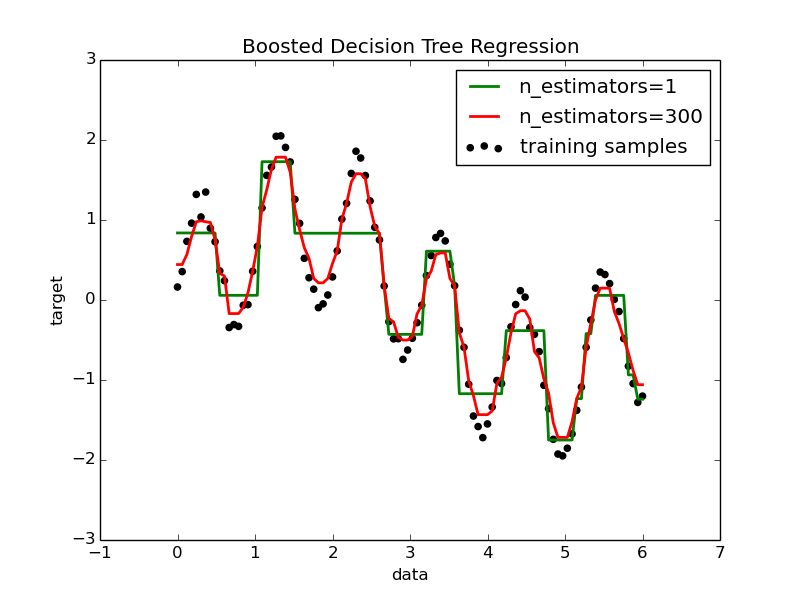 Boosted Decision Tree Regression
3
n_estimators=1
n_estimators=300
training samples
2
1
0
−1
−2
−3
target
−1 0 1 2 3 4 5 6 7
data